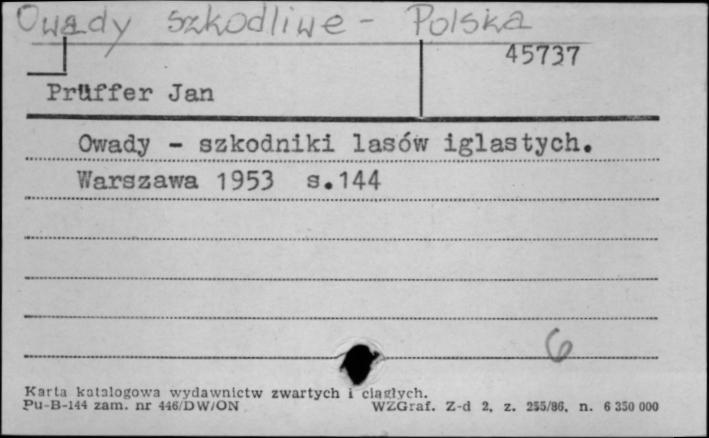 Owady szkodliwe - Polska
45737
Prüffer Jan
Owady - szkodniki lasów iglastych.
Warszawa 1953 s.144
6
Karta katalogowa wydawnictw zwartych i ciągłych.
Pu-B-144 zam. nr 446/DW/ON WZGraf. Z-d 2, z. 255/86, n. 6 350 000